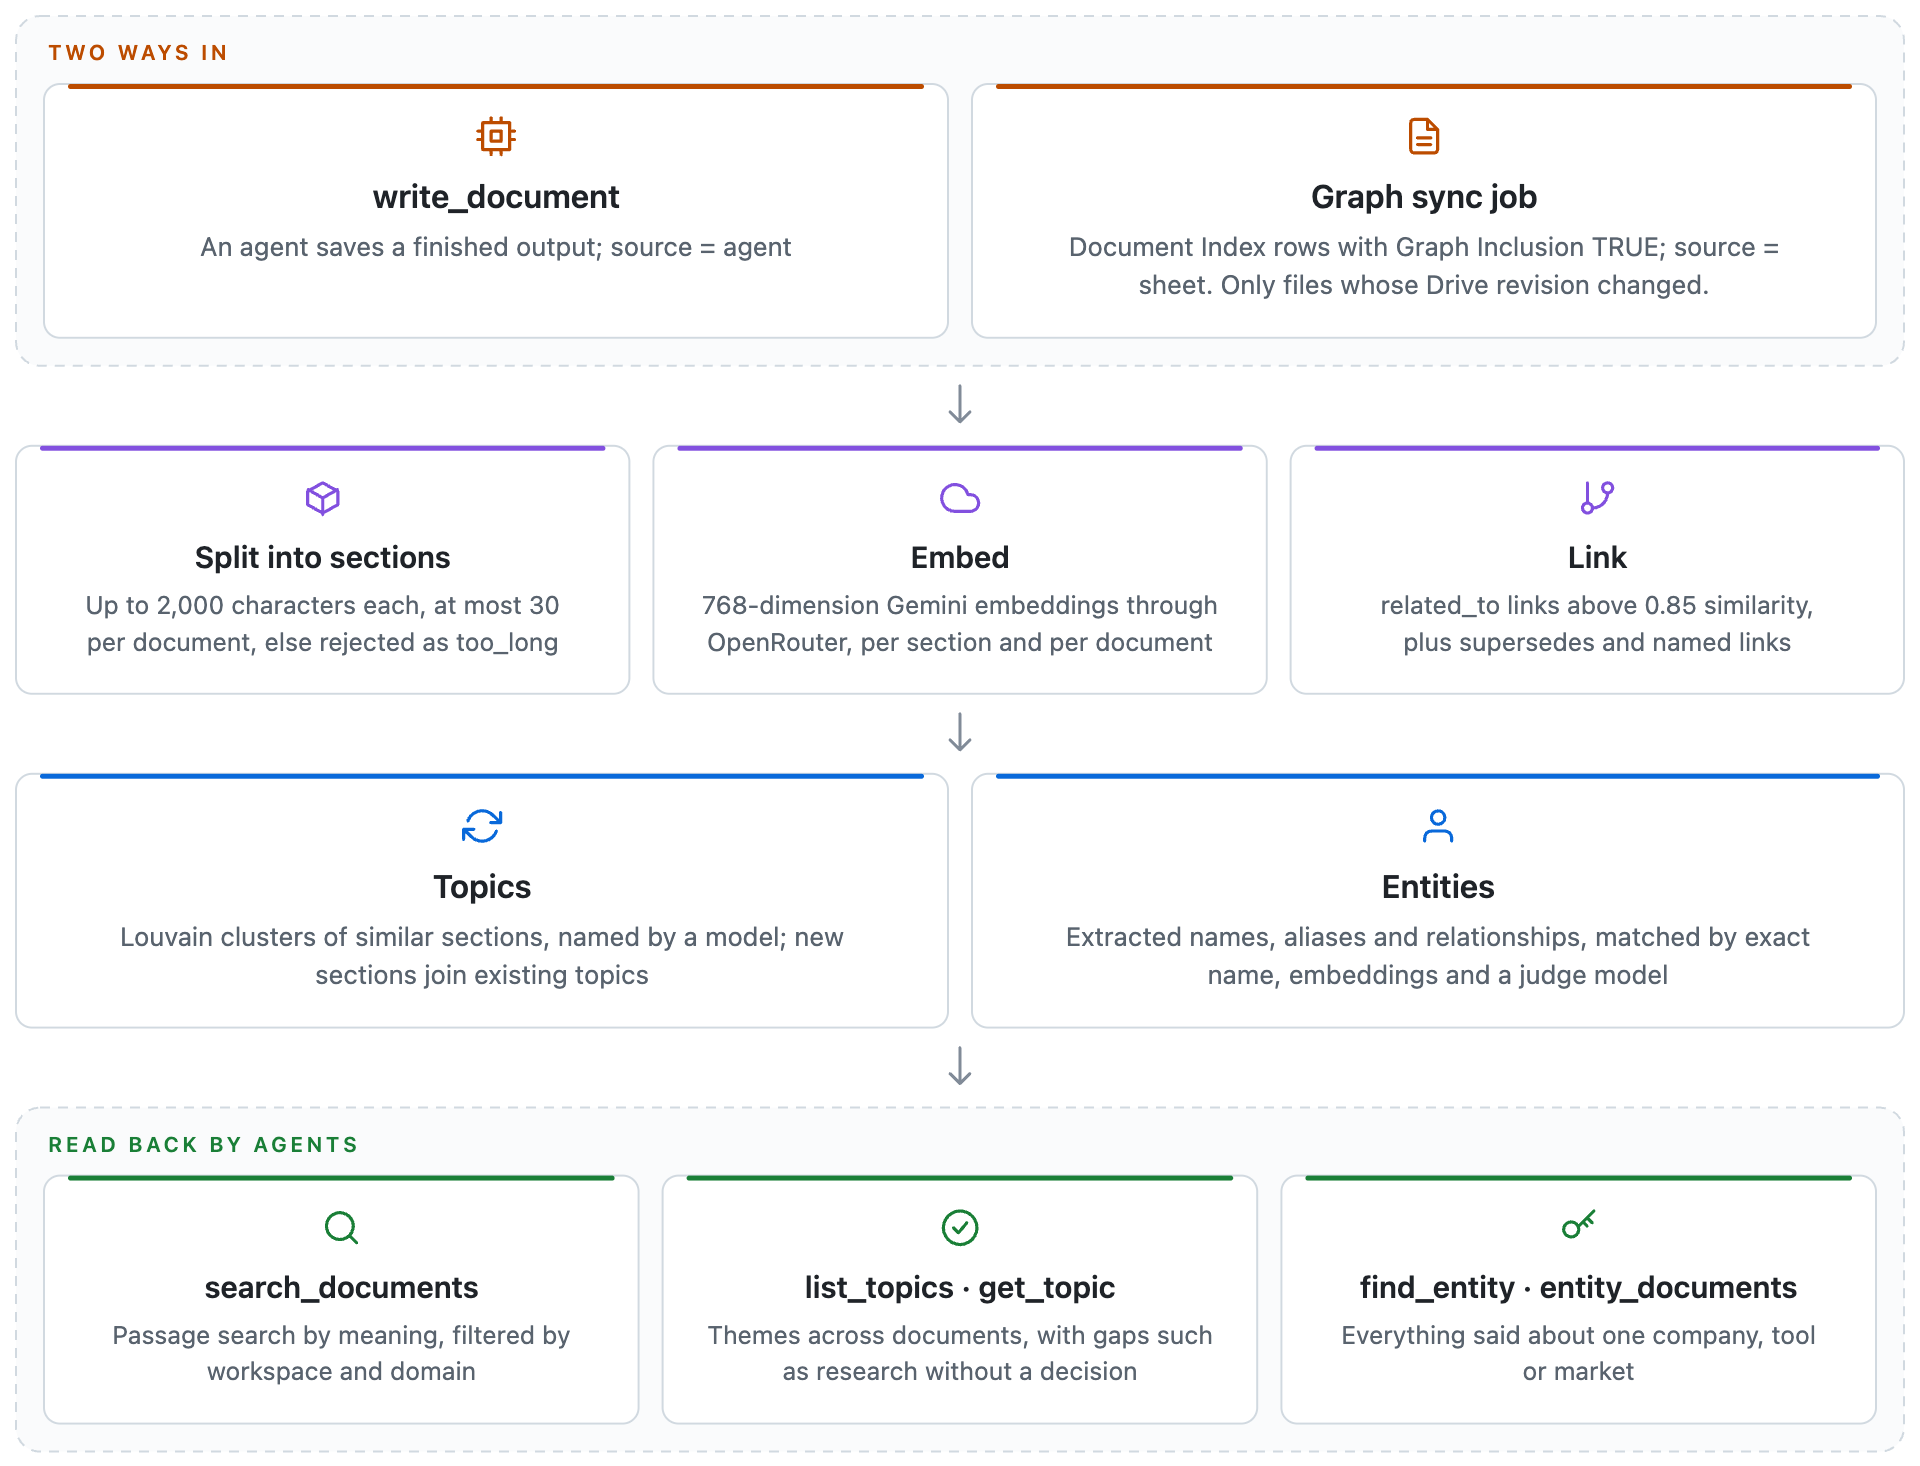 TWO WAYS IN
write_document
An agent saves a finished output; source = agent
Graph sync job
Document Index rows with Graph Inclusion TRUE; source =
sheet. Only files whose Drive revision changed.
Split into sections
Up to 2,000 characters each, at most 30
per document, else rejected as too_long
Embed
768-dimension Gemini embeddings through
OpenRouter, per section and per document
Link
related_to links above 0.85 similarity,
plus supersedes and named links
Topics
Louvain clusters of similar sections, named by a model; new
sections join existing topics
Entities
Extracted names, aliases and relationships, matched by exact
name, embeddings and a judge model
READ BACK BY AGENTS
search_documents
Passage search by meaning, filtered by
workspace and domain
list_topics · get_topic
Themes across documents, with gaps such
as research without a decision
find_entity · entity_documents
Everything said about one company, tool
or market